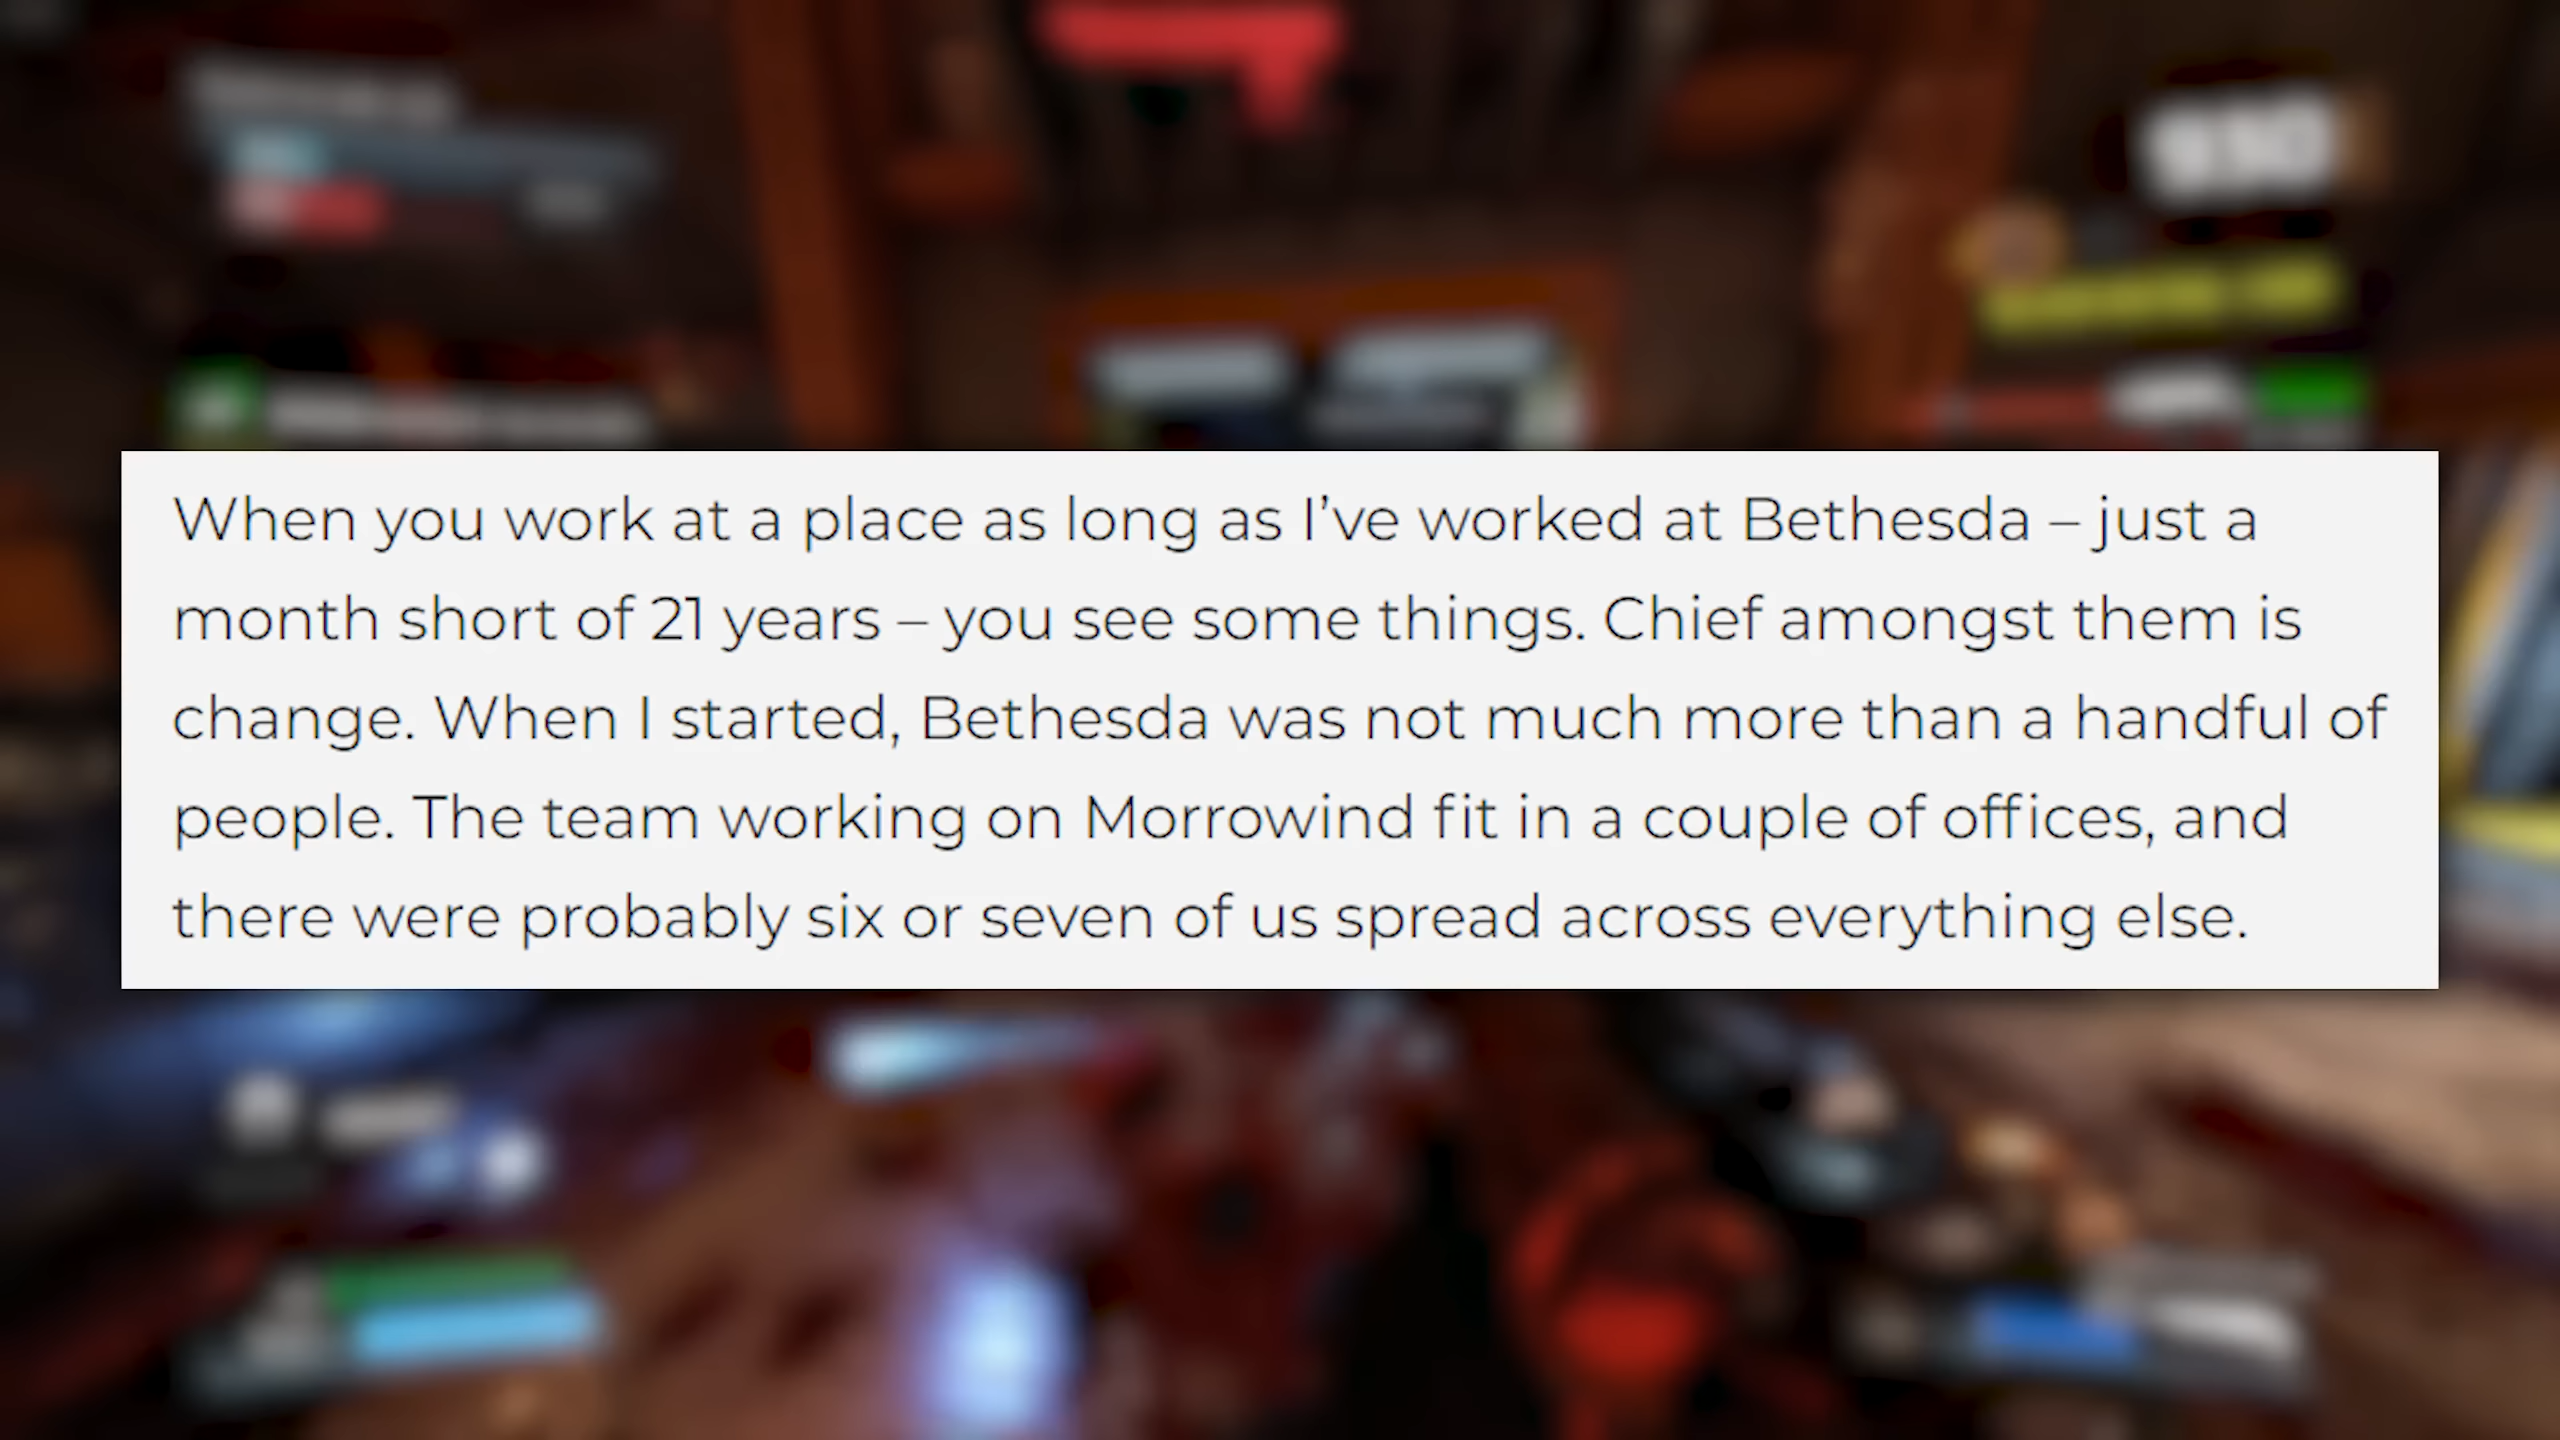 When you work at a place as long as I’ve worked at Bethesda – just a
month short of 21 years – you see some things. Chief amongst them is
change. When I started, Bethesda was not much more than a handful of
people. The team working on Morrowind fit in a couple of offices, and
there were probably six or seven of us spread across everything else.